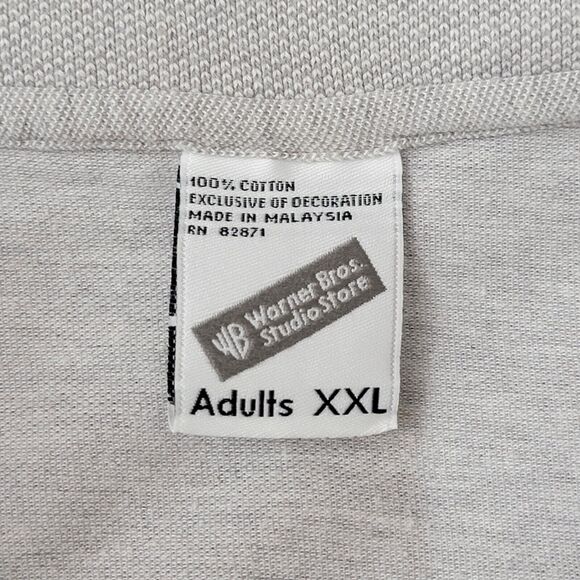 100% COTTON
EXCLUSIVE OF DECORATION
MADE IN MALAYSIA
RN 82871
WB Warner Bros.
Studio Store
Adults XXL